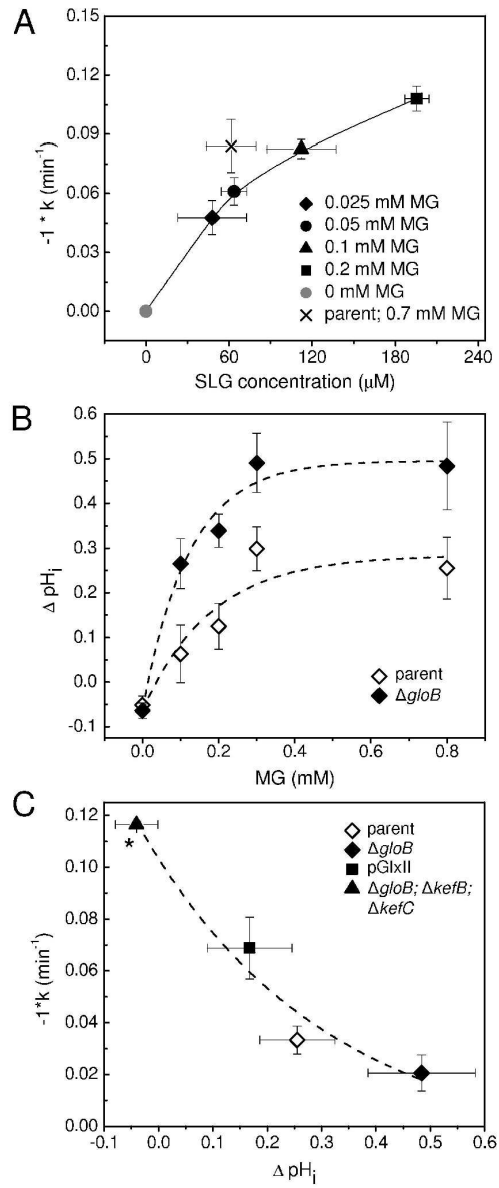 A
0.15
0.12
0.09
0.06
0.03
0.00
-1 * k (min⁻¹)
0.025 mM MG
0.05 mM MG
0.1 mM MG
0.2 mM MG
0 mM MG
parent; 0.7 mM MG
0 60 120 180 240
SLG concentration (μM)
B
0.6
0.5
0.4
0.3
0.2
0.1
0.0
-0.1
Δ pHi
parent
ΔgloB
0.0 0.2 0.4 0.6 0.8
MG (mM)
C
0.12
0.10
0.08
0.06
0.04
0.02
0.00
-1*k (min⁻¹)
*
parent
ΔgloB
pGlxII
ΔgloB; ΔkefB;
ΔkefC
-0.1 0.0 0.1 0.2 0.3 0.4 0.5 0.6
Δ pHi